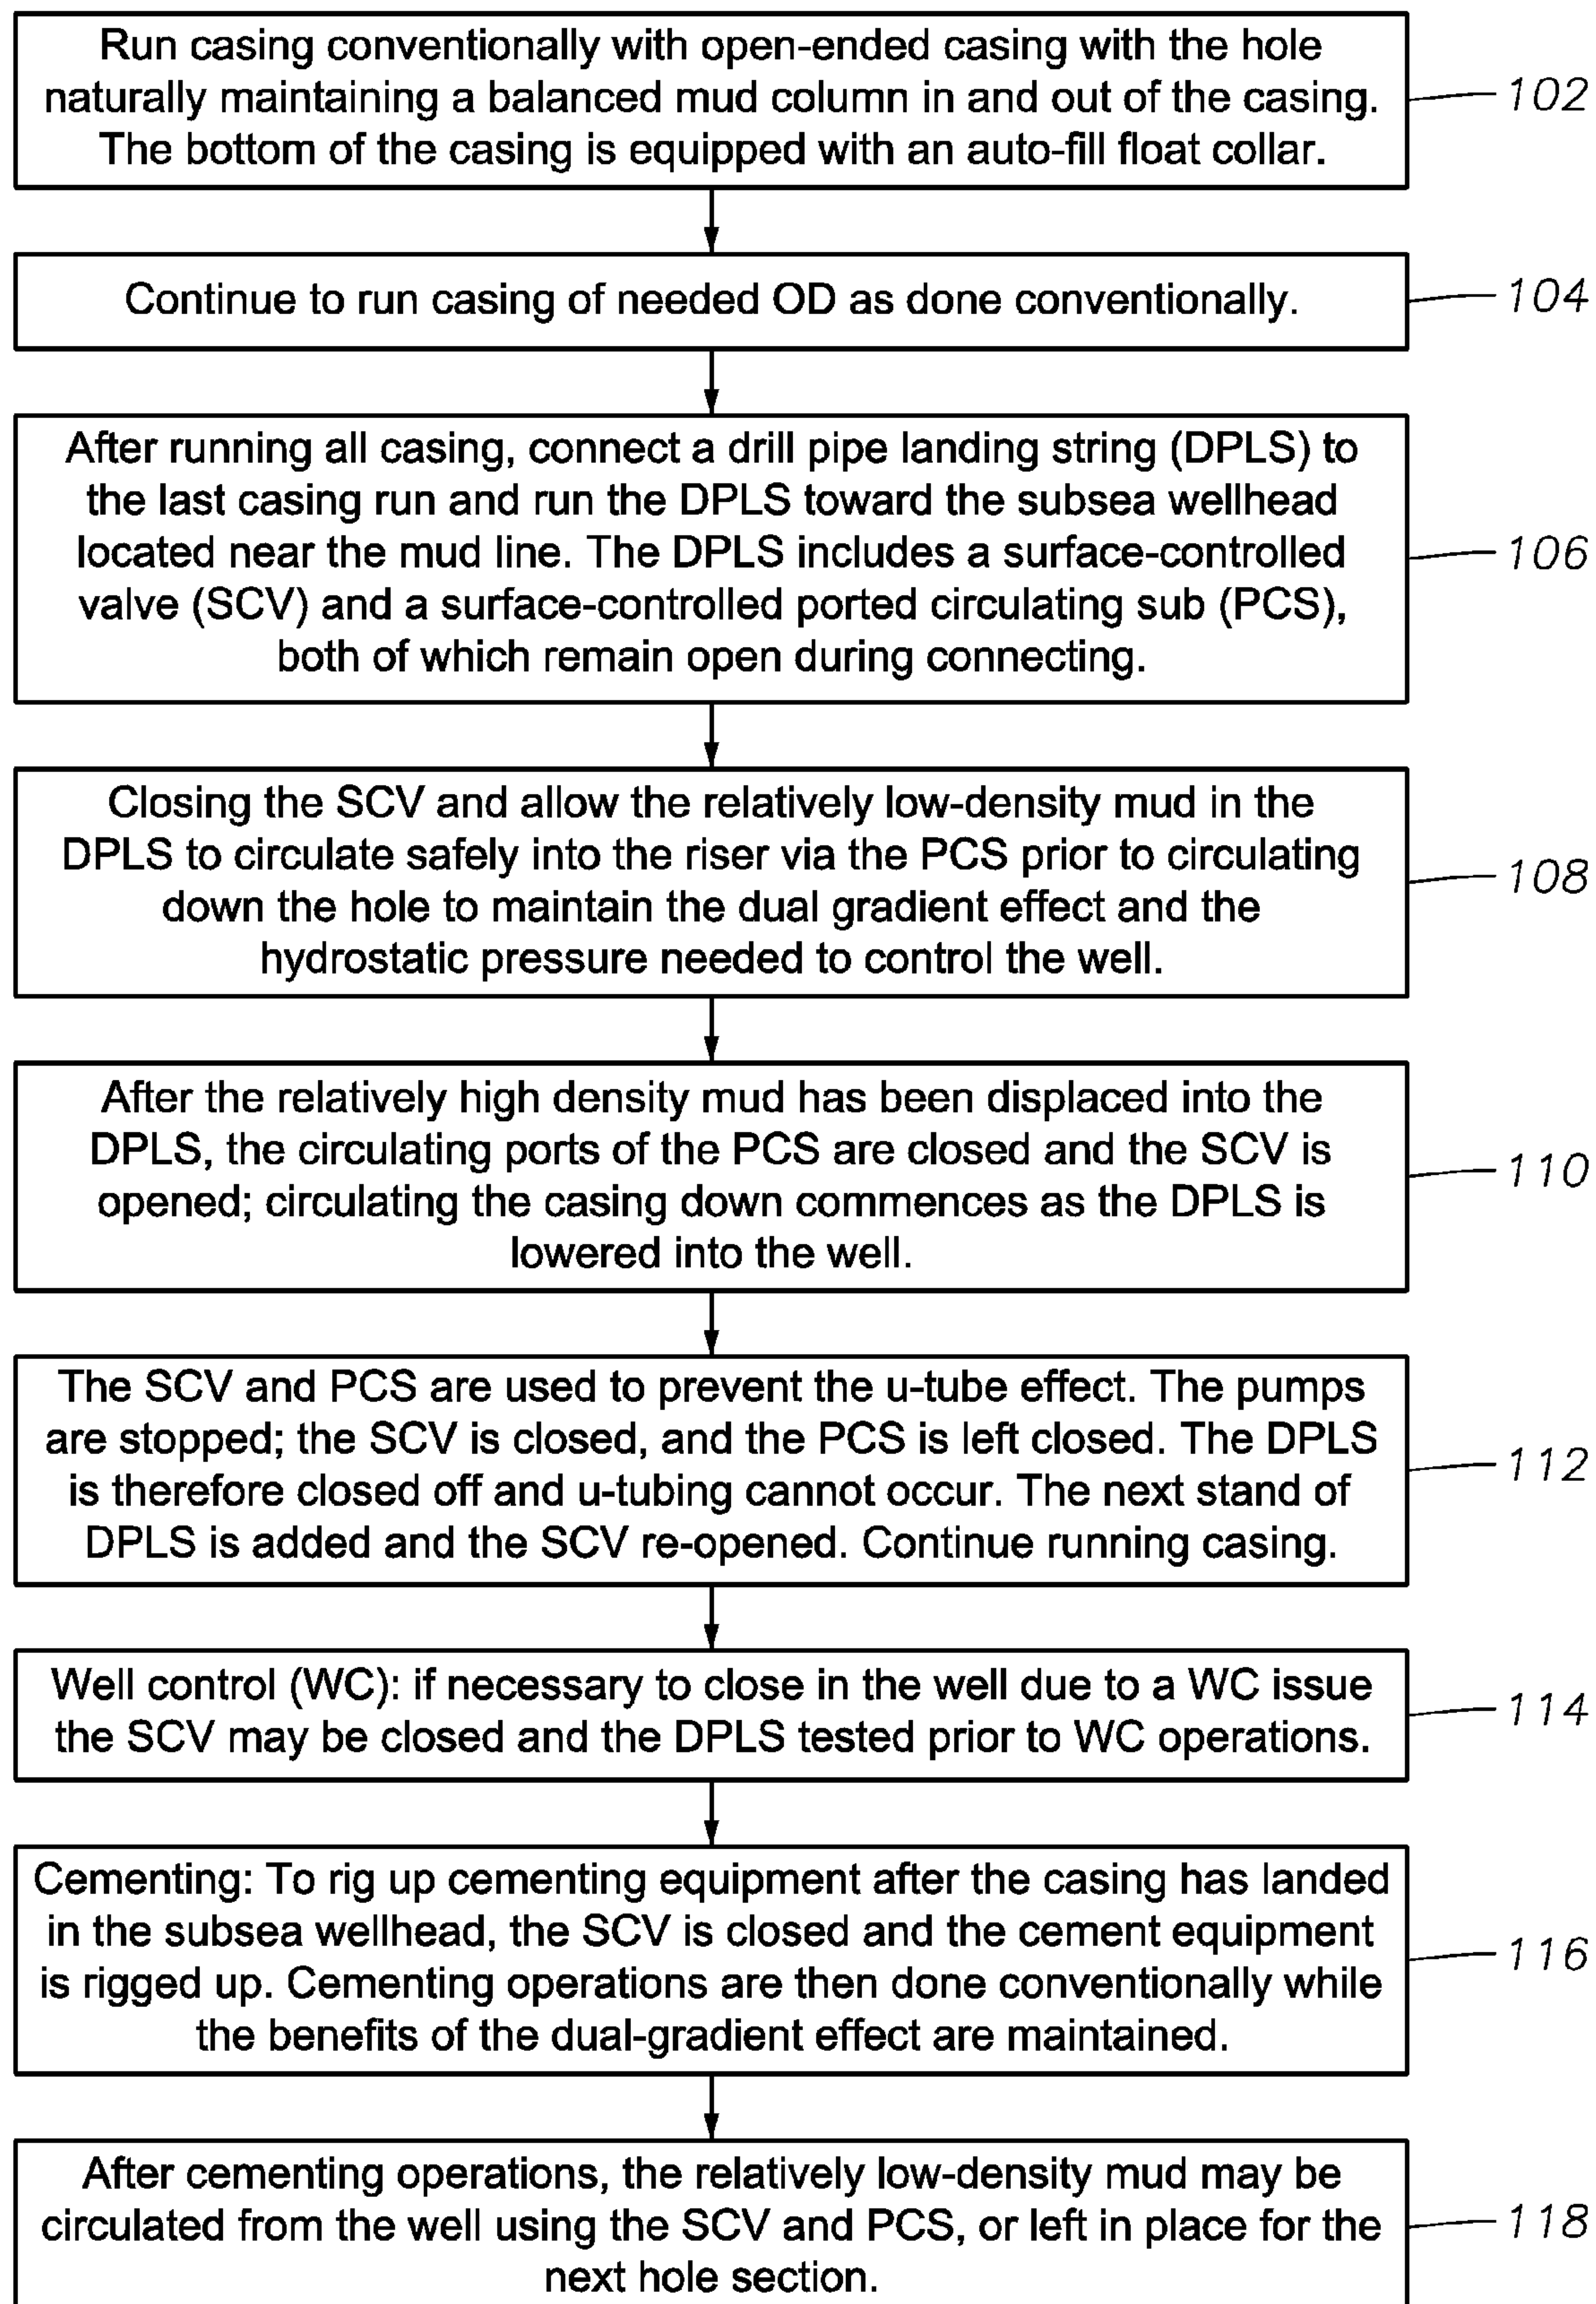 Run casing conventionally with open-ended casing with the hole
naturally maintaining a balanced mud column in and out of the casing.
The bottom of the casing is equipped with an auto-fill float collar.
102
Continue to run casing of needed OD as done conventionally.
104
After running all casing, connect a drill pipe landing string (DPLS) to
the last casing run and run the DPLS toward the subsea wellhead
located near the mud line. The DPLS includes a surface-controlled
valve (SCV) and a surface-controlled ported circulating sub (PCS),
both of which remain open during connecting.
106
Closing the SCV and allow the relatively low-density mud in the
DPLS to circulate safely into the riser via the PCS prior to circulating
down the hole to maintain the dual gradient effect and the
hydrostatic pressure needed to control the well.
108
After the relatively high density mud has been displaced into the
DPLS, the circulating ports of the PCS are closed and the SCV is
opened; circulating the casing down commences as the DPLS is
lowered into the well.
110
The SCV and PCS are used to prevent the u-tube effect. The pumps
are stopped; the SCV is closed, and the PCS is left closed. The DPLS
is therefore closed off and u-tubing cannot occur. The next stand of
DPLS is added and the SCV re-opened. Continue running casing.
112
Well control (WC): if necessary to close in the well due to a WC issue
the SCV may be closed and the DPLS tested prior to WC operations.
114
Cementing: To rig up cementing equipment after the casing has landed
in the subsea wellhead, the SCV is closed and the cement equipment
is rigged up. Cementing operations are then done conventionally while
the benefits of the dual-gradient effect are maintained.
116
After cementing operations, the relatively low-density mud may be
circulated from the well using the SCV and PCS, or left in place for the
next hole section.
118